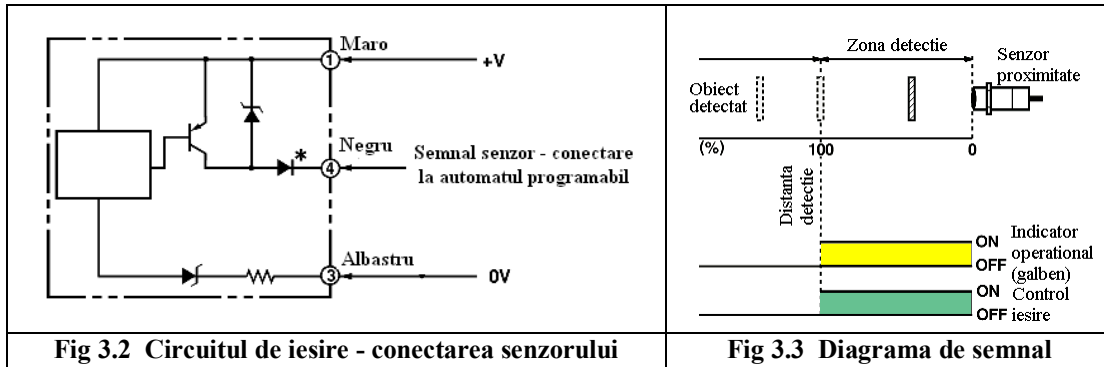 Maro
1
+V
Negru
*
4
Semnal senzor - conectare
la automatul programabil
Albastru
3
0V
Fig 3.2 Circuitul de iesire - conectarea senzorului
Zona detectie
Senzor
proximitate
Obiect
detectat
(%)
100
0
Distanta
detectie
ON
OFF
Indicator
operational
(galben)
ON
OFF
Control
iesire
Fig 3.3 Diagrama de semnal